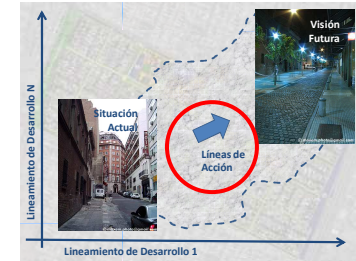 Visión
Futura
Situación
Actual
Líneas de
Acción
Lineamiento de Desarrollo N
Lineamiento de Desarrollo 1